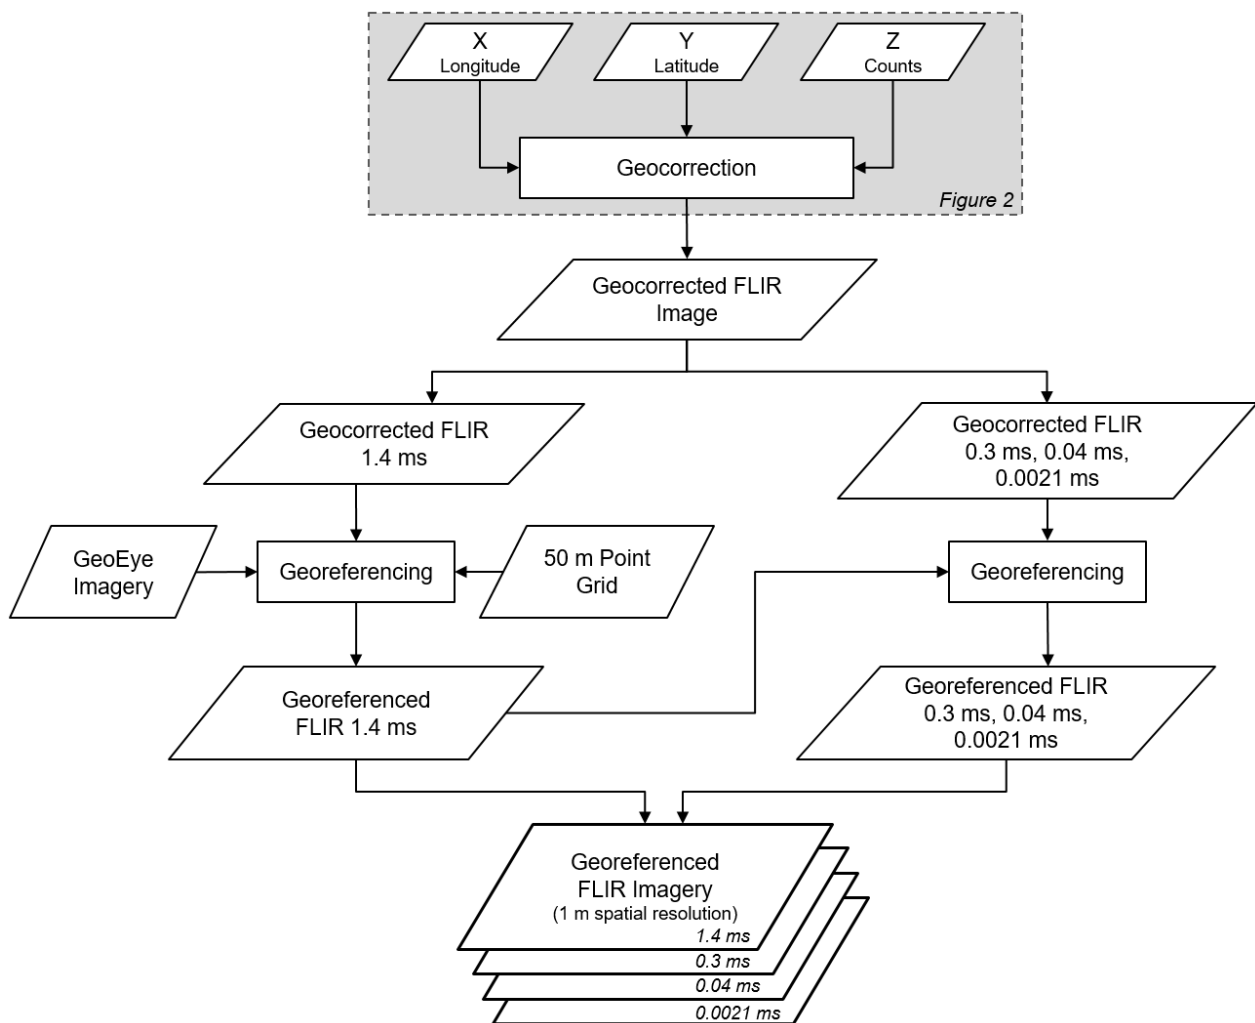 X
Longitude
Y
Latitude
Z
Counts
Geocorrection
Figure 2
Geocorrected FLIR
Image
Geocorrected FLIR
1.4 ms
Geocorrected FLIR
0.3 ms, 0.04 ms,
0.0021 ms
GeoEye
Imagery
Georeferencing
50 m Point
Grid
Georeferencing
Georeferenced
FLIR 1.4 ms
Georeferenced FLIR
0.3 ms, 0.04 ms,
0.0021 ms
Georeferenced
FLIR Imagery
(1 m spatial resolution)
1.4 ms
0.3 ms
0.04 ms
0.0021 ms